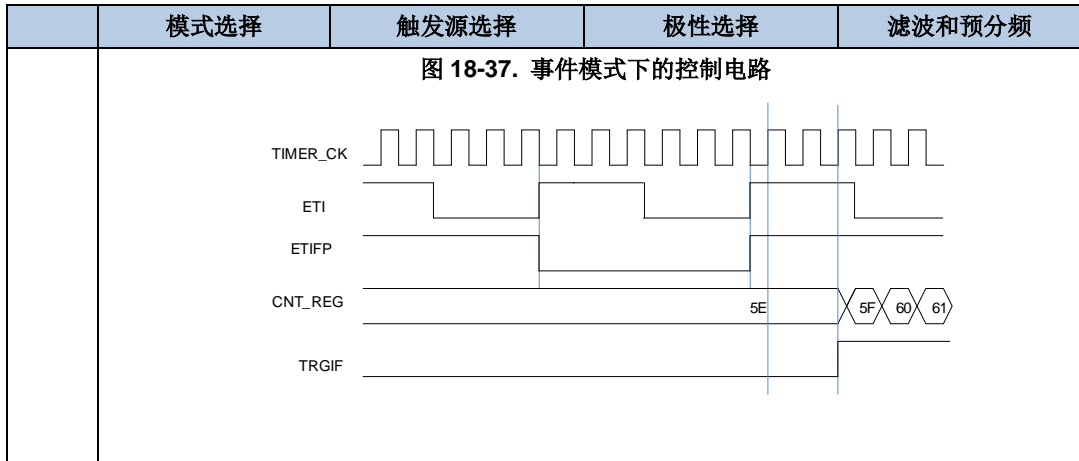 模式选择 触发源选择 极性选择 滤波和预分频
图 18-37. 事件模式下的控制电路
TIMER_CK
ETI
ETIFP
CNT_REG 5E 5F 60 61
TRGIF